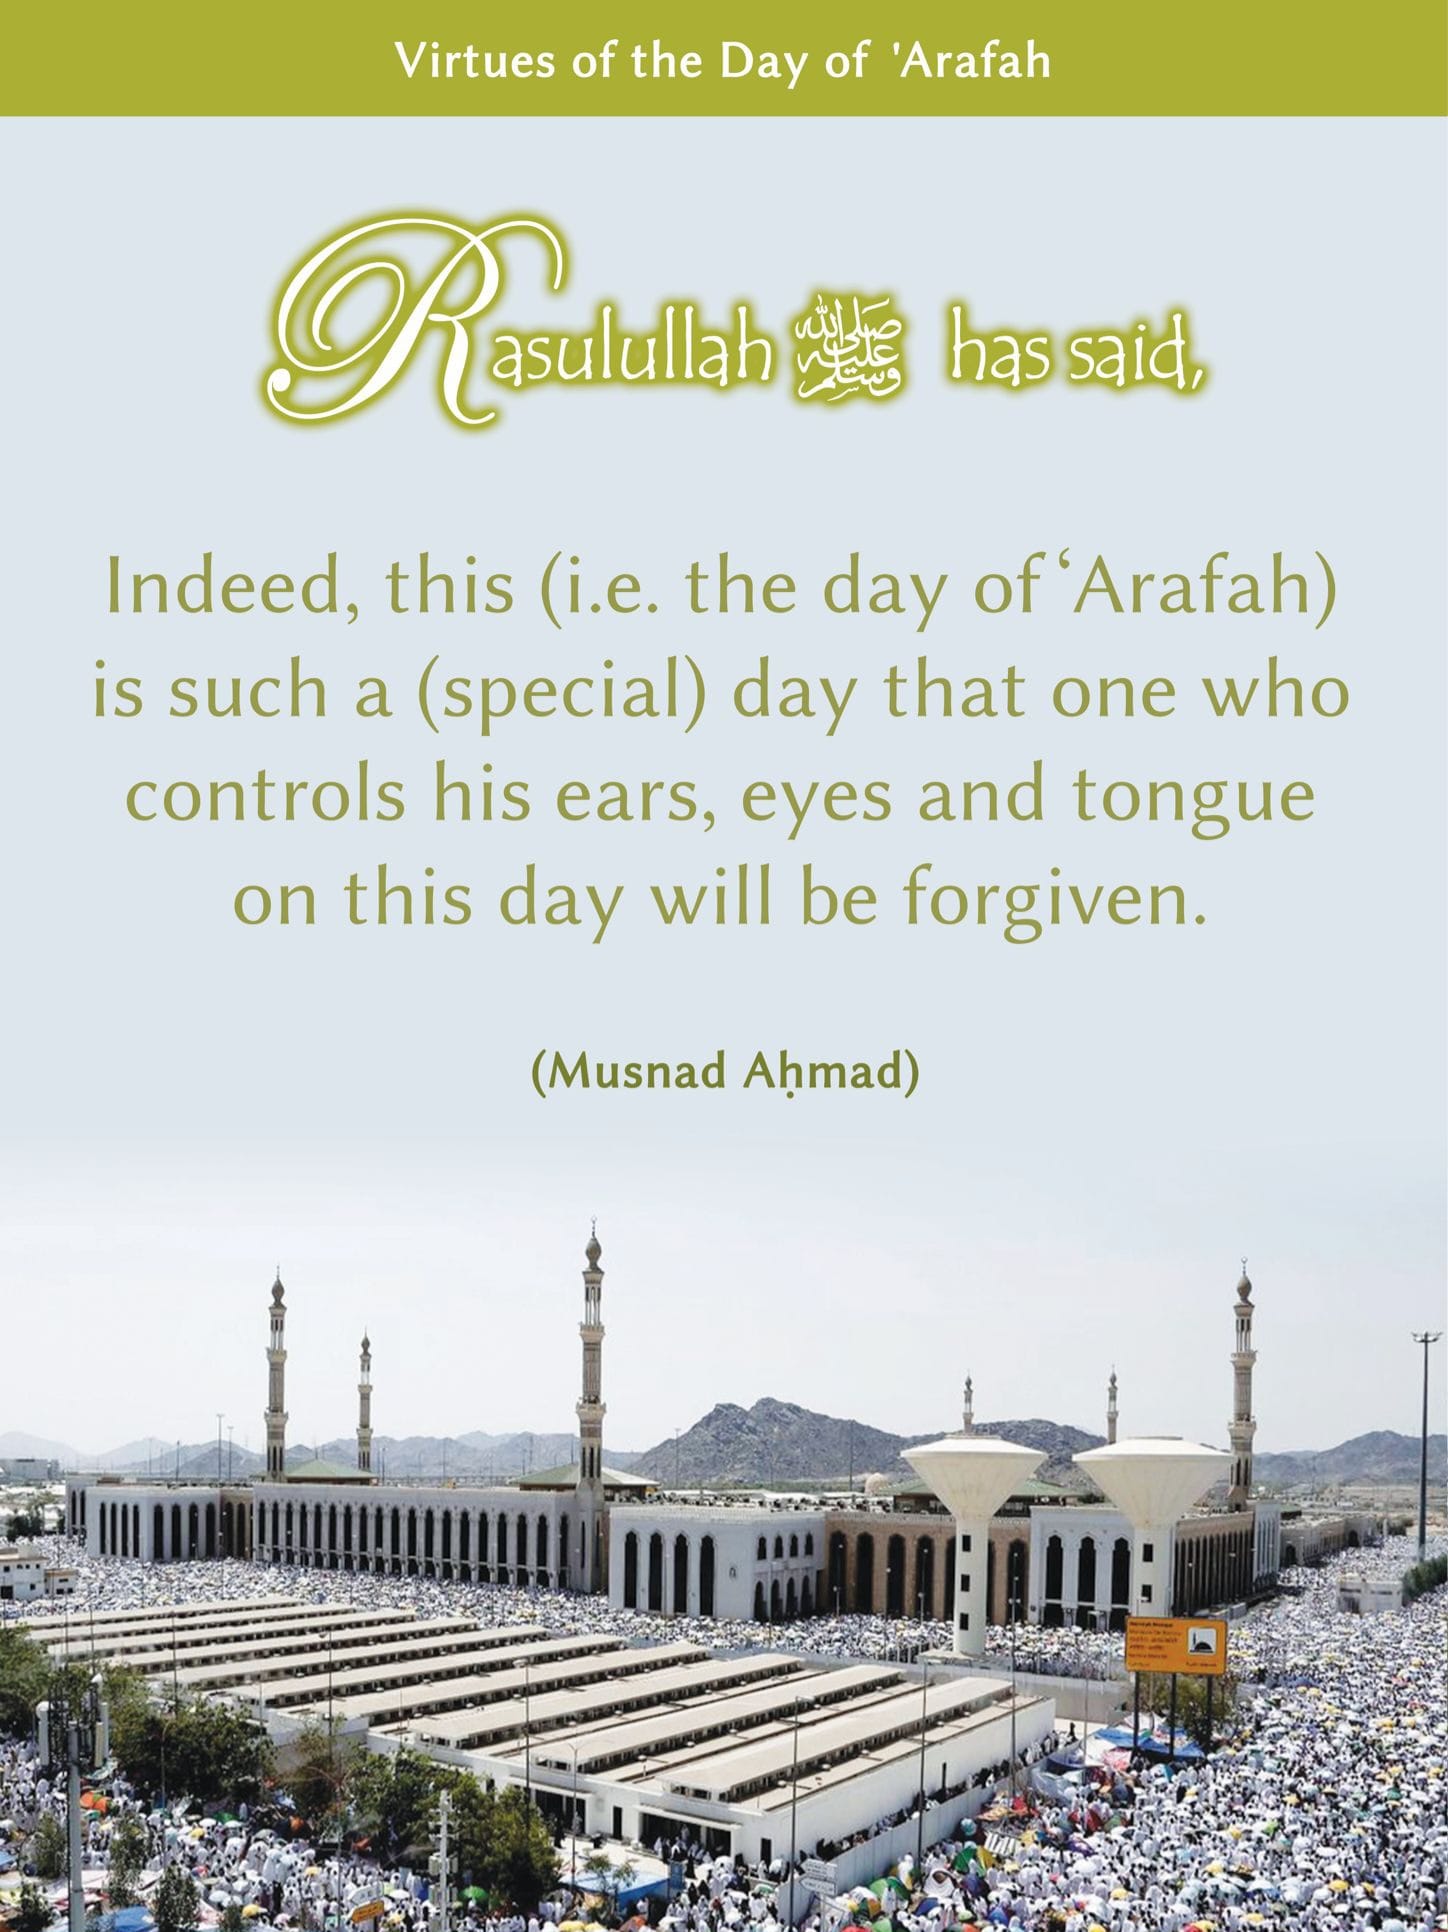 Virtues of the Day of 'Arafah
Rasulullah ﷺ has said,
Indeed, this (i.e. the day of ‘Arafah)
is such a (special) day that one who
controls his ears, eyes and tongue
on this day will be forgiven.
(Musnad Aḥmad)